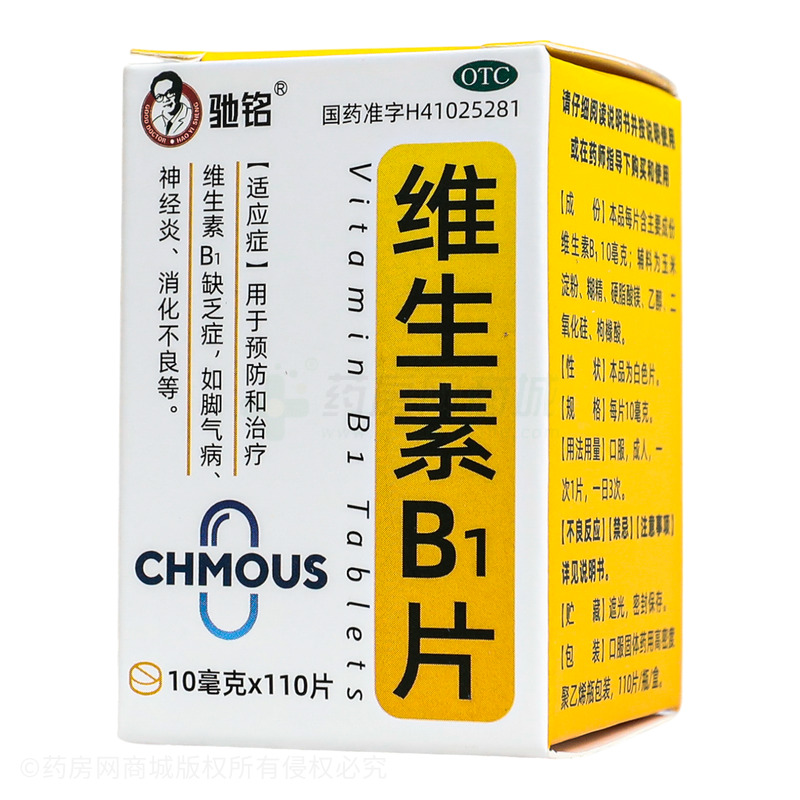 GOOD DOCTOR · HAO YI SHENG
驰铭®
OTC
国药准字H41025281
维生素B1片
Vitamin B1 Tablets
【适应症】用于预防和治疗
维生素B1缺乏症，如脚气病、
神经炎、消化不良等。
CHMOUS
10毫克x110片
请仔细阅读说明书并按说明使用
或在药师指导下购买和使用
【成 份】本品每片含主要成份
维生素B₁ 10毫克；辅料为玉米
淀粉、糊精、硬脂酸镁、乙醇、二
氧化硅、枸橼酸。
【性 状】本品为白色片。
【规 格】每片10毫克。
【用法用量】口服，成人，一
次1片，一日3次。
【不良反应】【禁忌】【注意事项】
详见说明书。
【贮 藏】遮光，密封保存。
【包 装】口服固体药用高密度
聚乙烯瓶包装，110片/瓶/盒。
药房网商城
©药房网商城版权所有侵权必究